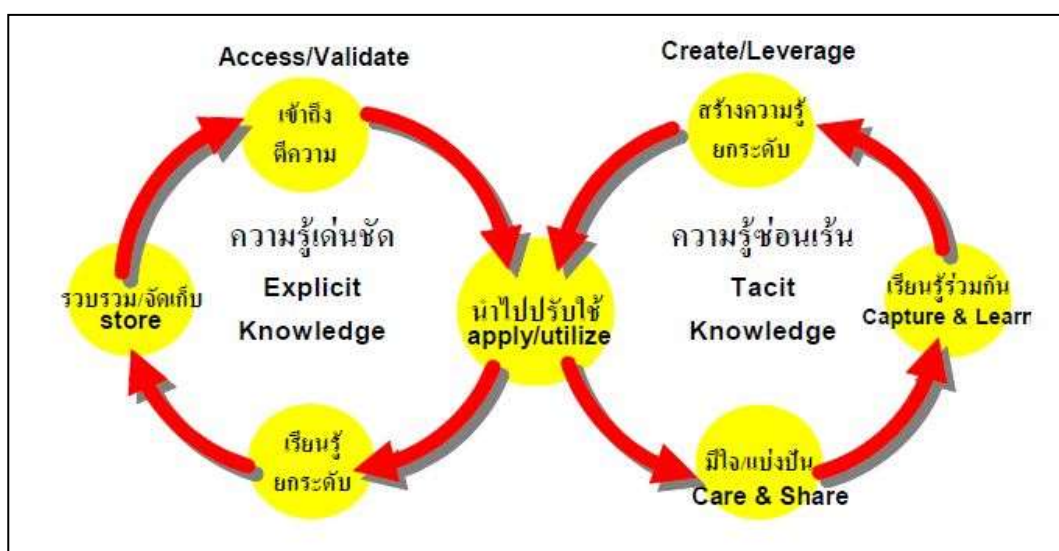 Access/Validate
เข้าถึง
ตีความ
ความรู้เด่นชัด
Explicit
Knowledge
รวบรวม/จัดเก็บ
store
เรียนรู้
ยกระดับ
นำไปปรับใช้
apply/utilize
Create/Leverage
สร้างความรู้
ยกระดับ
ความรู้ซ่อนเร้น
Tacit
Knowledge
เรียนรู้ร่วมกัน
Capture & Learn
มีใจ/แบ่งปัน
Care & Share